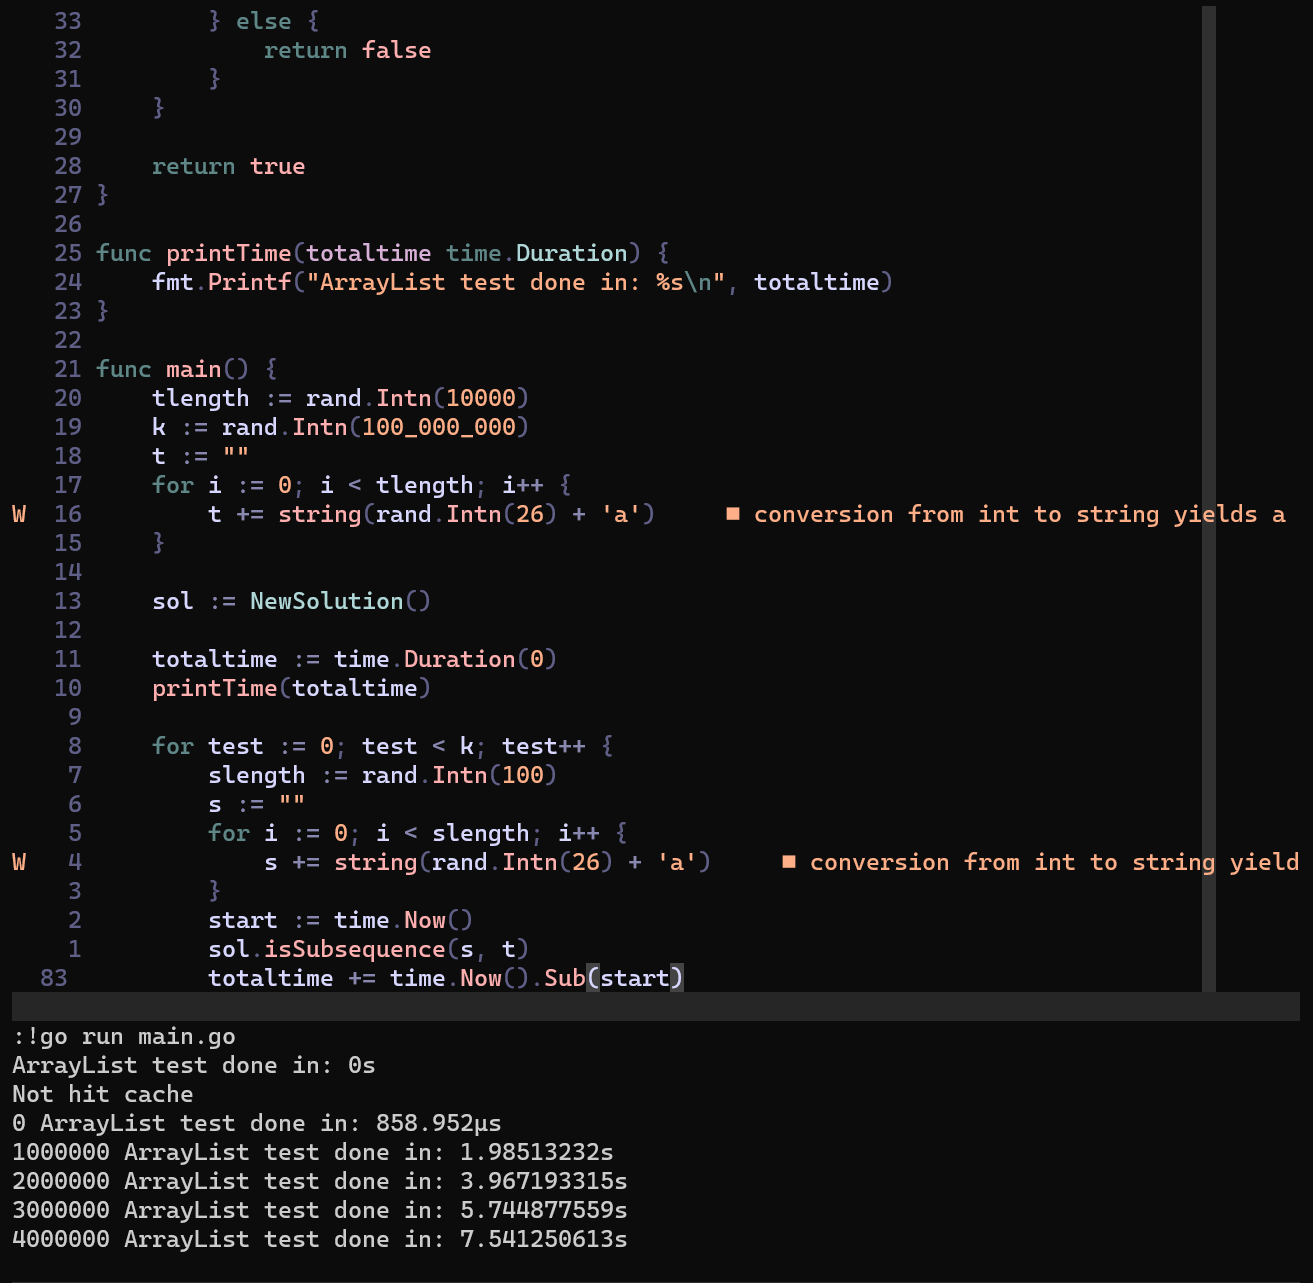 33         } else {
32             return false
31         }
30     }
29
28     return true
27 }
26
25 func printTime(totaltime time.Duration) {
24     fmt.Printf("ArrayList test done in: %s\n", totaltime)
23 }
22
21 func main() {
20     tlength := rand.Intn(10000)
19     k := rand.Intn(100_000_000)
18     t := ""
17     for i := 0; i < tlength; i++ {
W  16         t += string(rand.Intn(26) + 'a')     ■ conversion from int to string yields a
15     }
14
13     sol := NewSolution()
12
11     totaltime := time.Duration(0)
10     printTime(totaltime)
9
8     for test := 0; test < k; test++ {
7         slength := rand.Intn(100)
6         s := ""
5         for i := 0; i < slength; i++ {
W   4             s += string(rand.Intn(26) + 'a')     ■ conversion from int to string yield
3         }
2         start := time.Now()
1         sol.isSubsequence(s, t)
83          totaltime += time.Now().Sub(start)
:!go run main.go
ArrayList test done in: 0s
Not hit cache
0 ArrayList test done in: 858.952µs
1000000 ArrayList test done in: 1.98513232s
2000000 ArrayList test done in: 3.967193315s
3000000 ArrayList test done in: 5.744877559s
4000000 ArrayList test done in: 7.541250613s